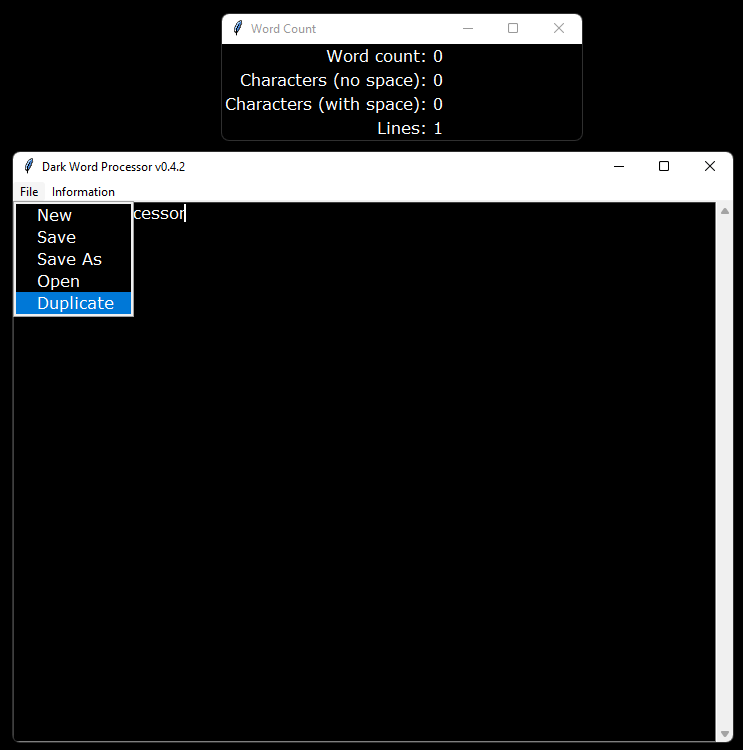 Word Count
Word count: 0
Characters (no space): 0
Characters (with space): 0
Lines: 1
Dark Word Processor v0.4.2
File Information
cessor
New
Save
Save As
Open
Duplicate